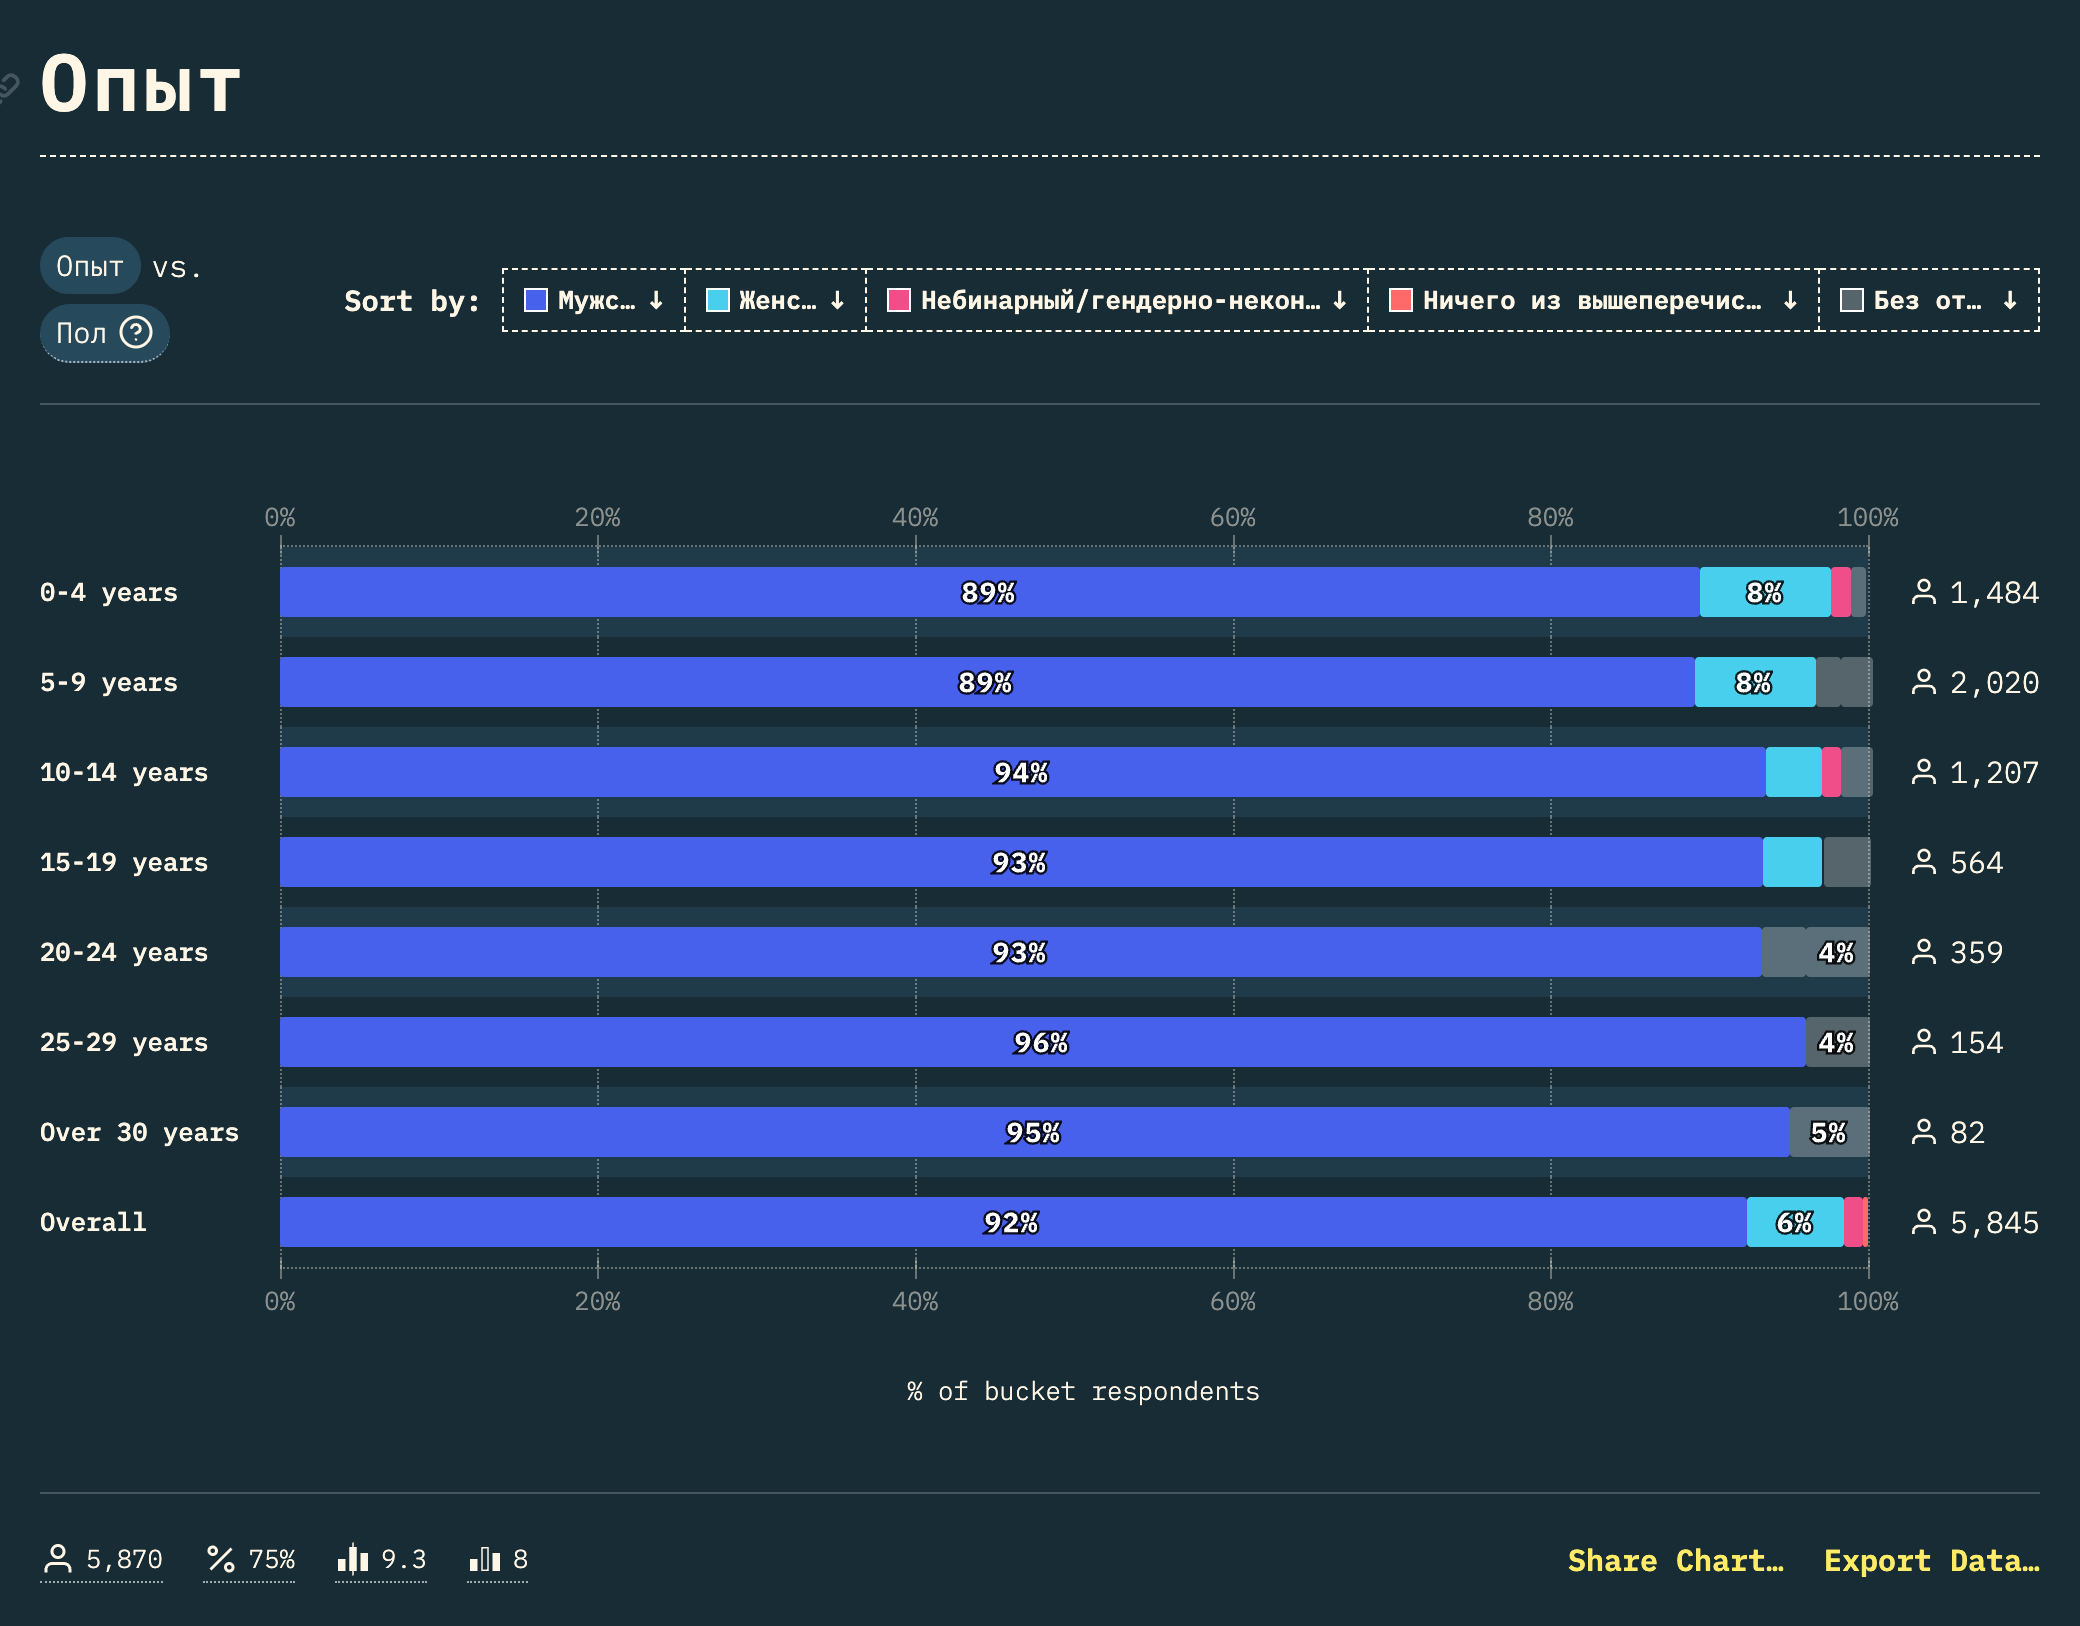 Опыт
Опыт vs.
Пол
Sort by: Мужс… ↓ Женс… ↓ Небинарный/гендерно-некон… ↓ Ничего из вышеперечис… ↓ Без от… ↓
0% 20% 40% 60% 80% 100%
0-4 years 89% 8% 1,484
5-9 years 89% 8% 2,020
10-14 years 94% 1,207
15-19 years 93% 564
20-24 years 93% 4% 359
25-29 years 96% 4% 154
Over 30 years 95% 5% 82
Overall 92% 6% 5,845
0% 20% 40% 60% 80% 100%
% of bucket respondents
5,870 75% 9.3 8 Share Chart… Export Data…